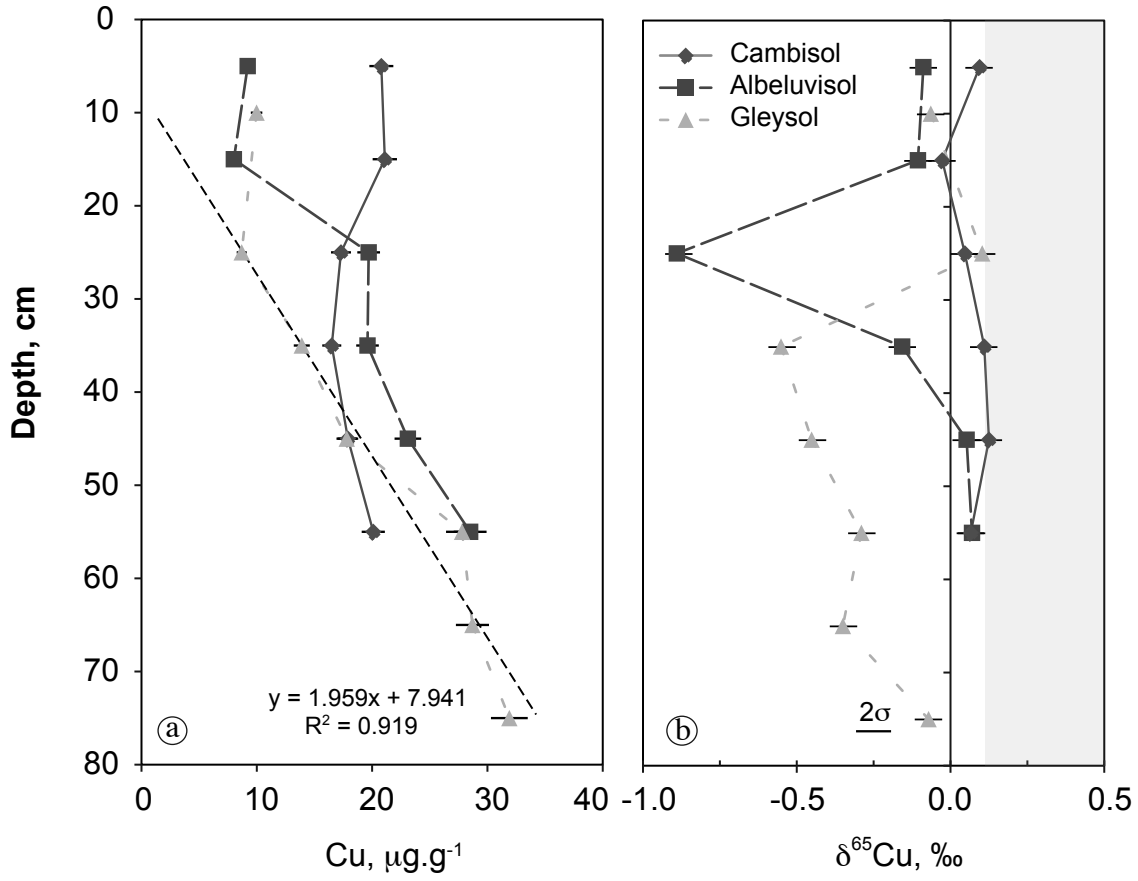 Depth, cm
0
10
20
30
40
50
60
70
80
y = 1.959x + 7.941
R² = 0.919
a
0
10
20
30
40
Cu, μg.g⁻¹
Cambisol
Albeluvisol
Gleysol
2σ
b
-1.0
-0.5
0.0
0.5
δ⁶⁵Cu, ‰